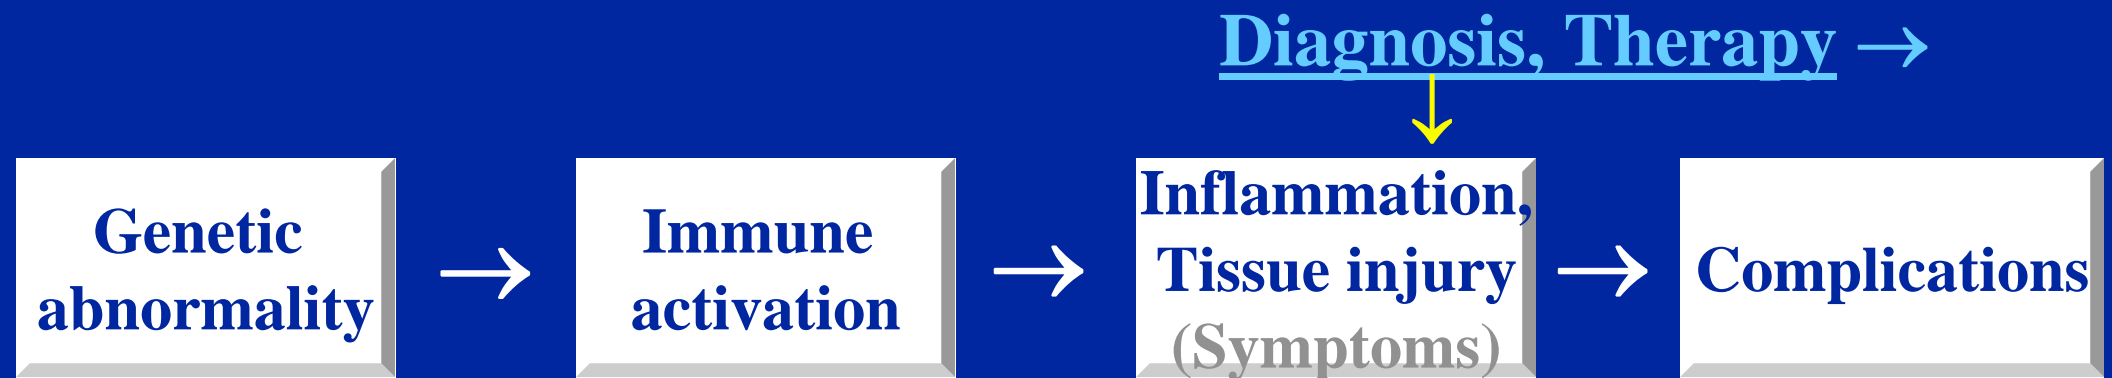 Diagnosis, Therapy →
Genetic
abnormality
→
Immune
activation
→
Inflammation,
Tissue injury
(Symptoms)
→
Complications